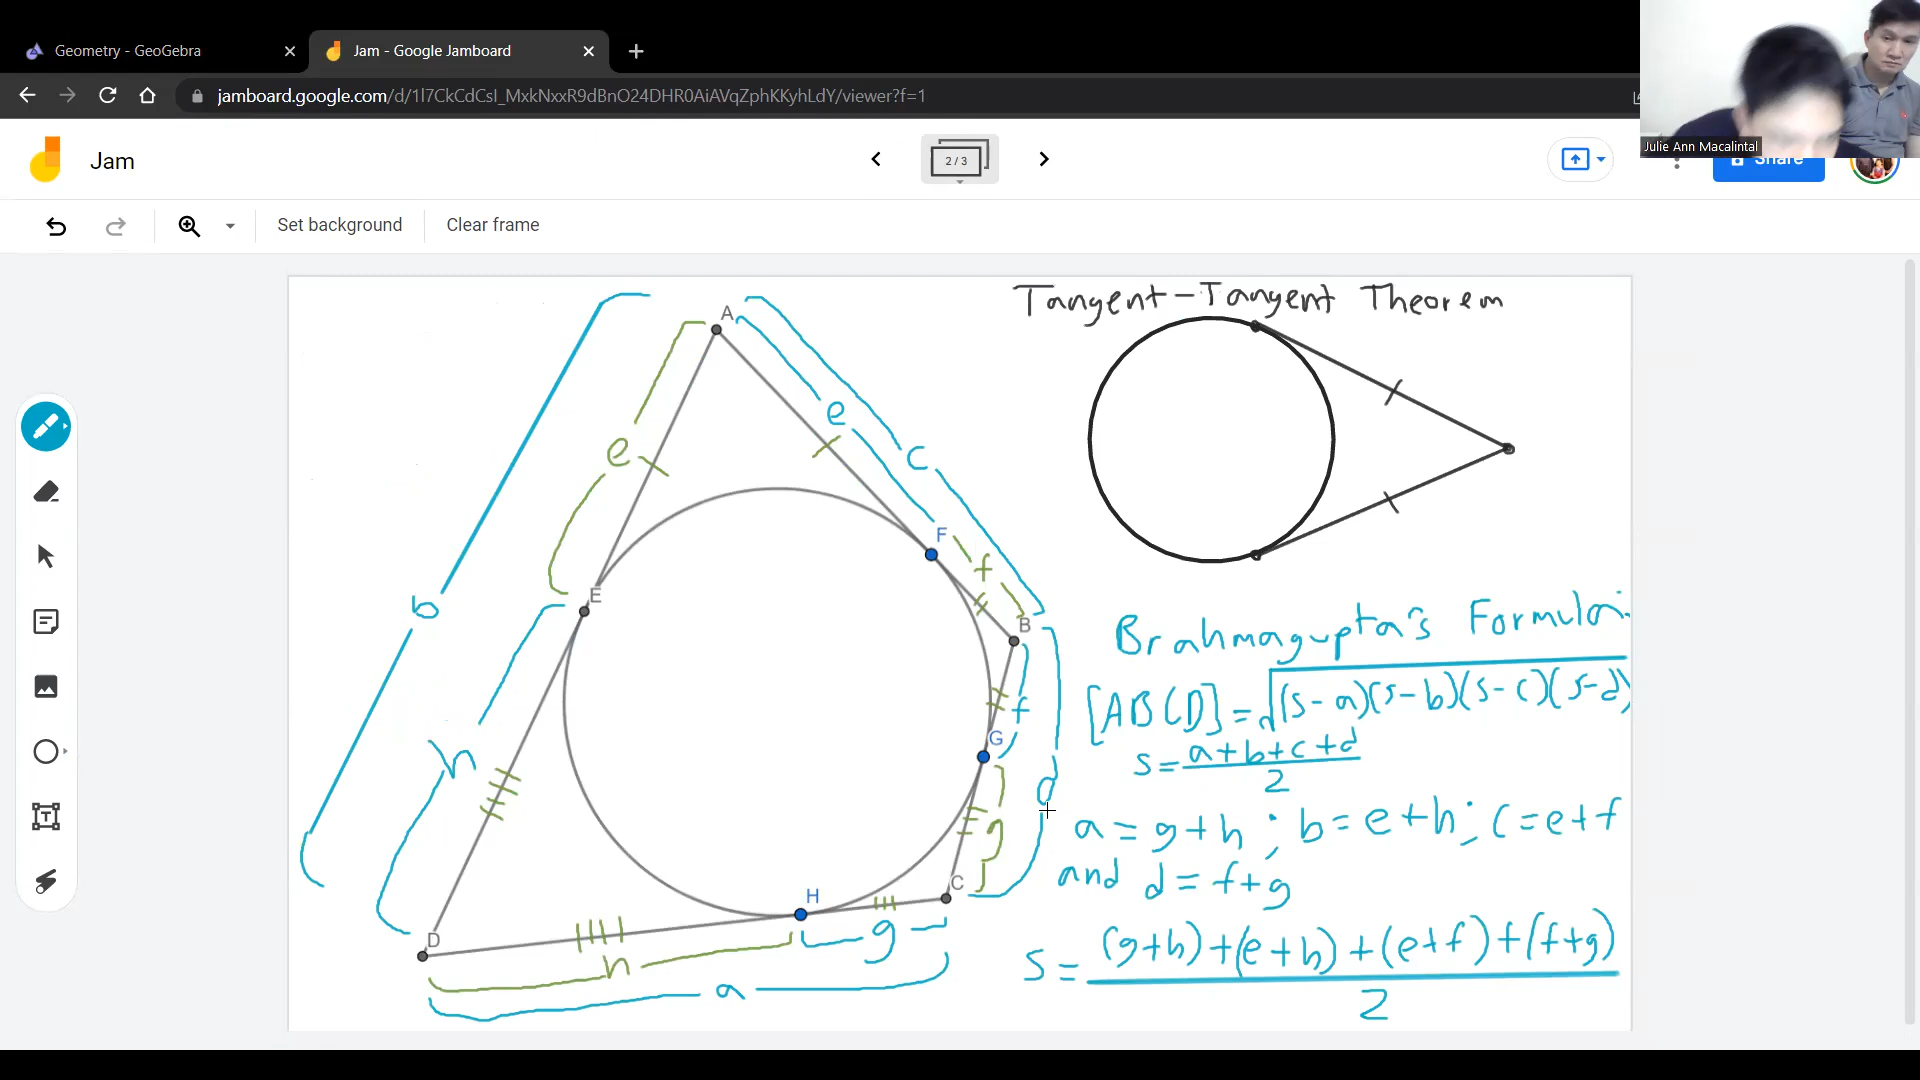 Geometry - GeoGebra
Jam - Google Jamboard
jamboard.google.com/d/1l7CkCdCsI_MxkNxxR9dBnO24DHR0AiAVqZphKKyhLdY/viewer?f=1
Julie Ann Macalintal
Jam
2 / 3
Share
Set background
Clear frame
Tangent-Tangent Theorem
A
e
c
e
F
f
b
E
B
Brahmagupta's Formula:
[ABCD]=√(s-a)(s-b)(s-c)(s-d)
s=a+b+c+d
2
f
G
h
d
g
a=g+h; b=e+h; c=e+f
and d=f+g
C
H
D
g
h
a
s=(g+h)+(e+h)+(e+f)+(f+g)
2